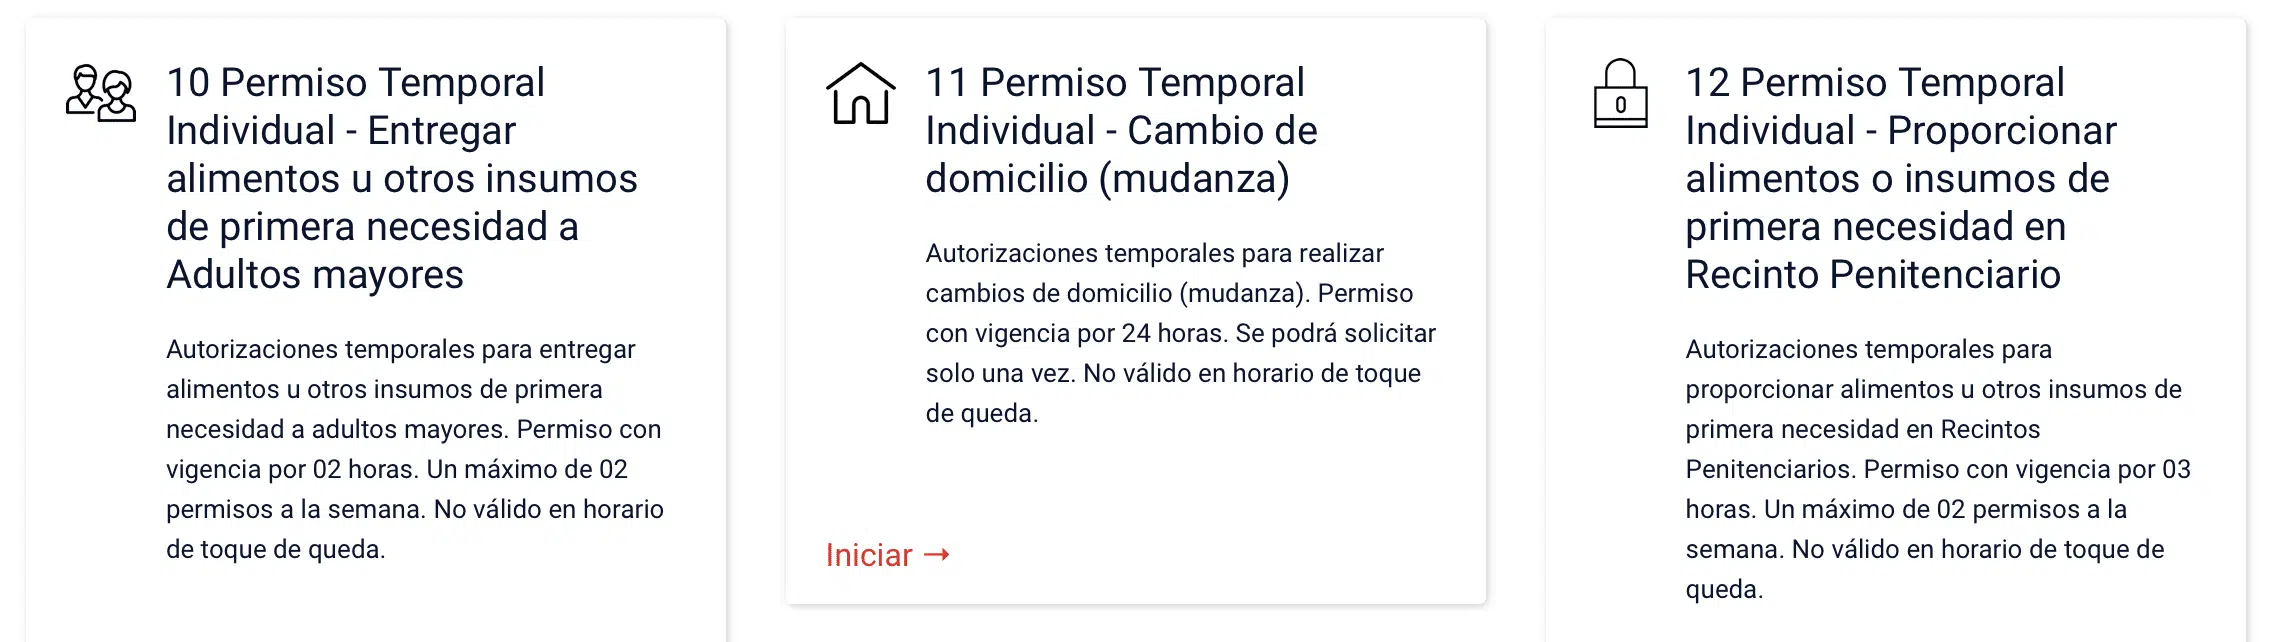 10 Permiso Temporal
Individual - Entregar
alimentos u otros insumos
de primera necesidad a
Adultos mayores
Autorizaciones temporales para entregar
alimentos u otros insumos de primera
necesidad a adultos mayores. Permiso con
vigencia por 02 horas. Un máximo de 02
permisos a la semana. No válido en horario
de toque de queda.
11 Permiso Temporal
Individual - Cambio de
domicilio (mudanza)
Autorizaciones temporales para realizar
cambios de domicilio (mudanza). Permiso
con vigencia por 24 horas. Se podrá solicitar
solo una vez. No válido en horario de toque
de queda.
Iniciar →
12 Permiso Temporal
Individual - Proporcionar
alimentos o insumos de
primera necesidad en
Recinto Penitenciario
Autorizaciones temporales para
proporcionar alimentos u otros insumos de
primera necesidad en Recintos
Penitenciarios. Permiso con vigencia por 03
horas. Un máximo de 02 permisos a la
semana. No válido en horario de toque de
queda.